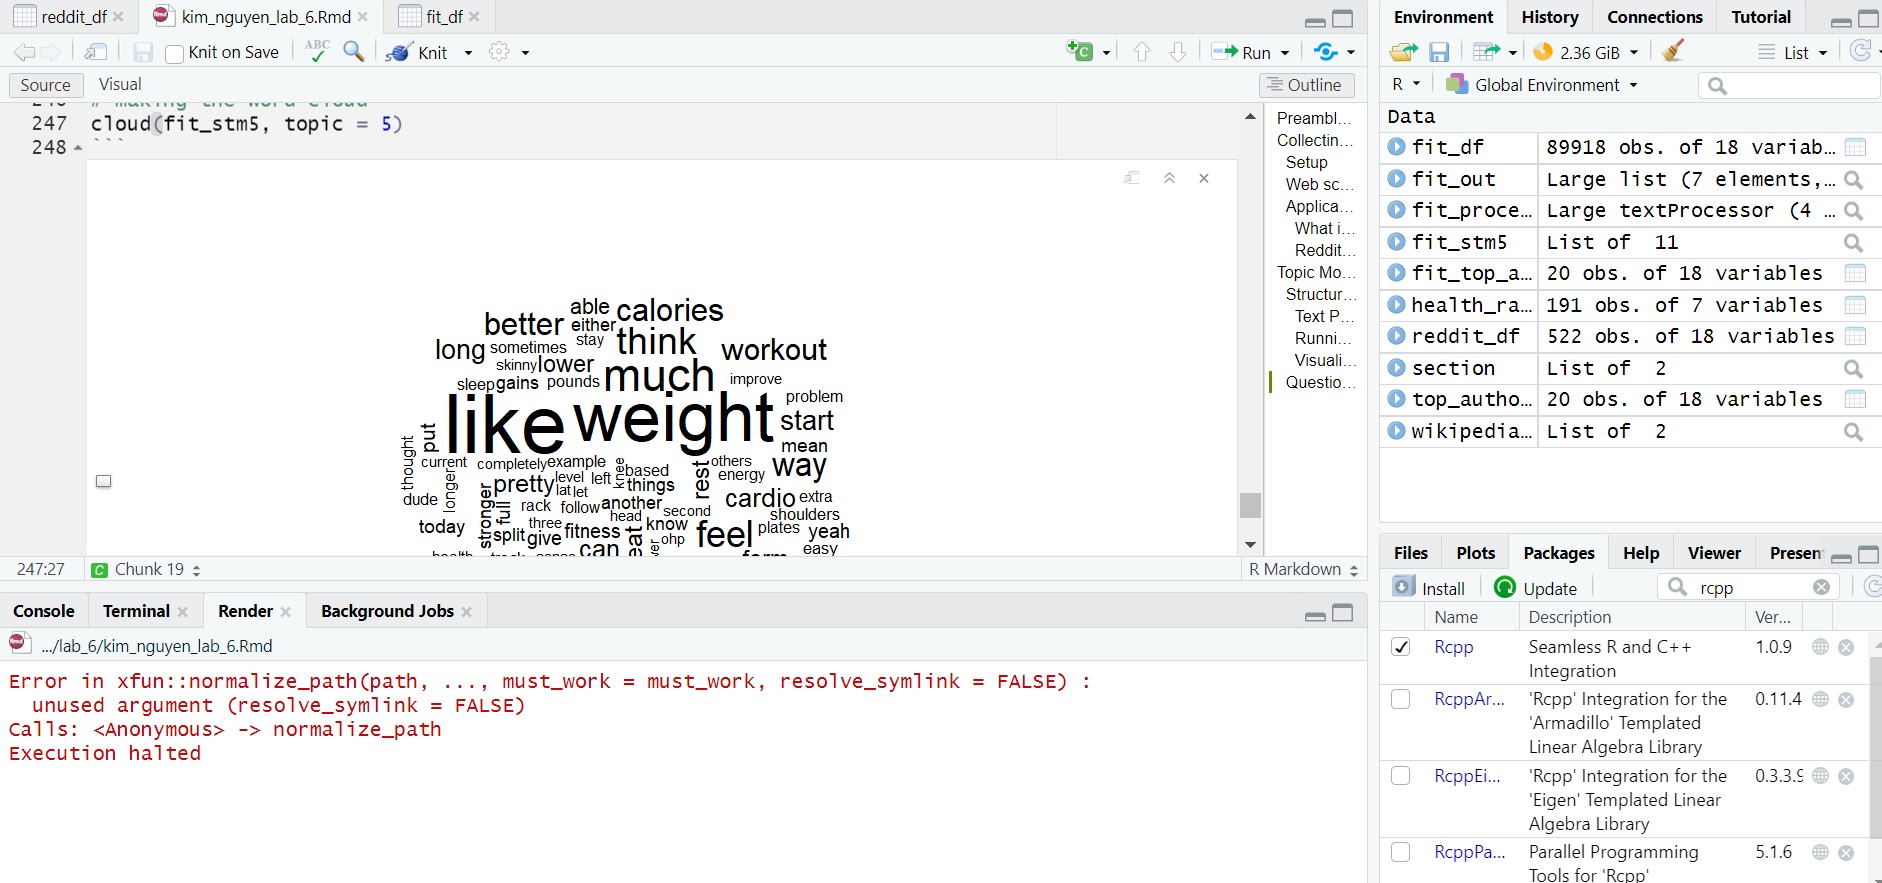 reddit_df
kim_nguyen_lab_6.Rmd
fit_df
Knit on Save
ABC
Knit
Run
Source
Visual
Outline
247 cloud(fit_stm5, topic = 5)
248 ```
able
calories
better
either
long
sometimes
stay
think
workout
skinny
lower
sleep
gains
pounds
much
improve
problem
like
weight
start
put
mean
thought
current
completely
example
knee
based
rest
others
energy
way
longer
pretty
level
left
things
lat
let
dude
stronger
full
rack
follow
another
cardio
extra
head
second
shoulders
today
split
three
give
fitness
know
feel
plates
yeah
can
eat
ohp
easy
247:27
Chunk 19
R Markdown
Preambl...
Collectin...
Setup
Web sc...
Applica...
What i...
Reddit...
Topic Mo...
Structur...
Text P...
Runni...
Visuali...
Questio...
Console
Terminal
Render
Background Jobs
.../lab_6/kim_nguyen_lab_6.Rmd
Error in xfun::normalize_path(path, ..., must_work = must_work, resolve_symlink = FALSE) :
unused argument (resolve_symlink = FALSE)
Calls: <Anonymous> -> normalize_path
Execution halted
Environment
History
Connections
Tutorial
2.36 GiB
List
R
Global Environment
Data
fit_df 89918 obs. of 18 variab...
fit_out Large list (7 elements,...
fit_proce... Large textProcessor (4 ...
fit_stm5 List of 11
fit_top_a... 20 obs. of 18 variables
health_ra... 191 obs. of 7 variables
reddit_df 522 obs. of 18 variables
section List of 2
top_autho... 20 obs. of 18 variables
wikipedia... List of 2
Files
Plots
Packages
Help
Viewer
Presen
Install
Update
rcpp
Name Description Ver...
Rcpp Seamless R and C++ 1.0.9
Integration
RcppAr... 'Rcpp' Integration for the 0.11.4
'Armadillo' Templated
Linear Algebra Library
RcppEi... 'Rcpp' Integration for the 0.3.3.9
'Eigen' Templated Linear
Algebra Library
RcppPa... Parallel Programming 5.1.6
Tools for 'Rcpp'